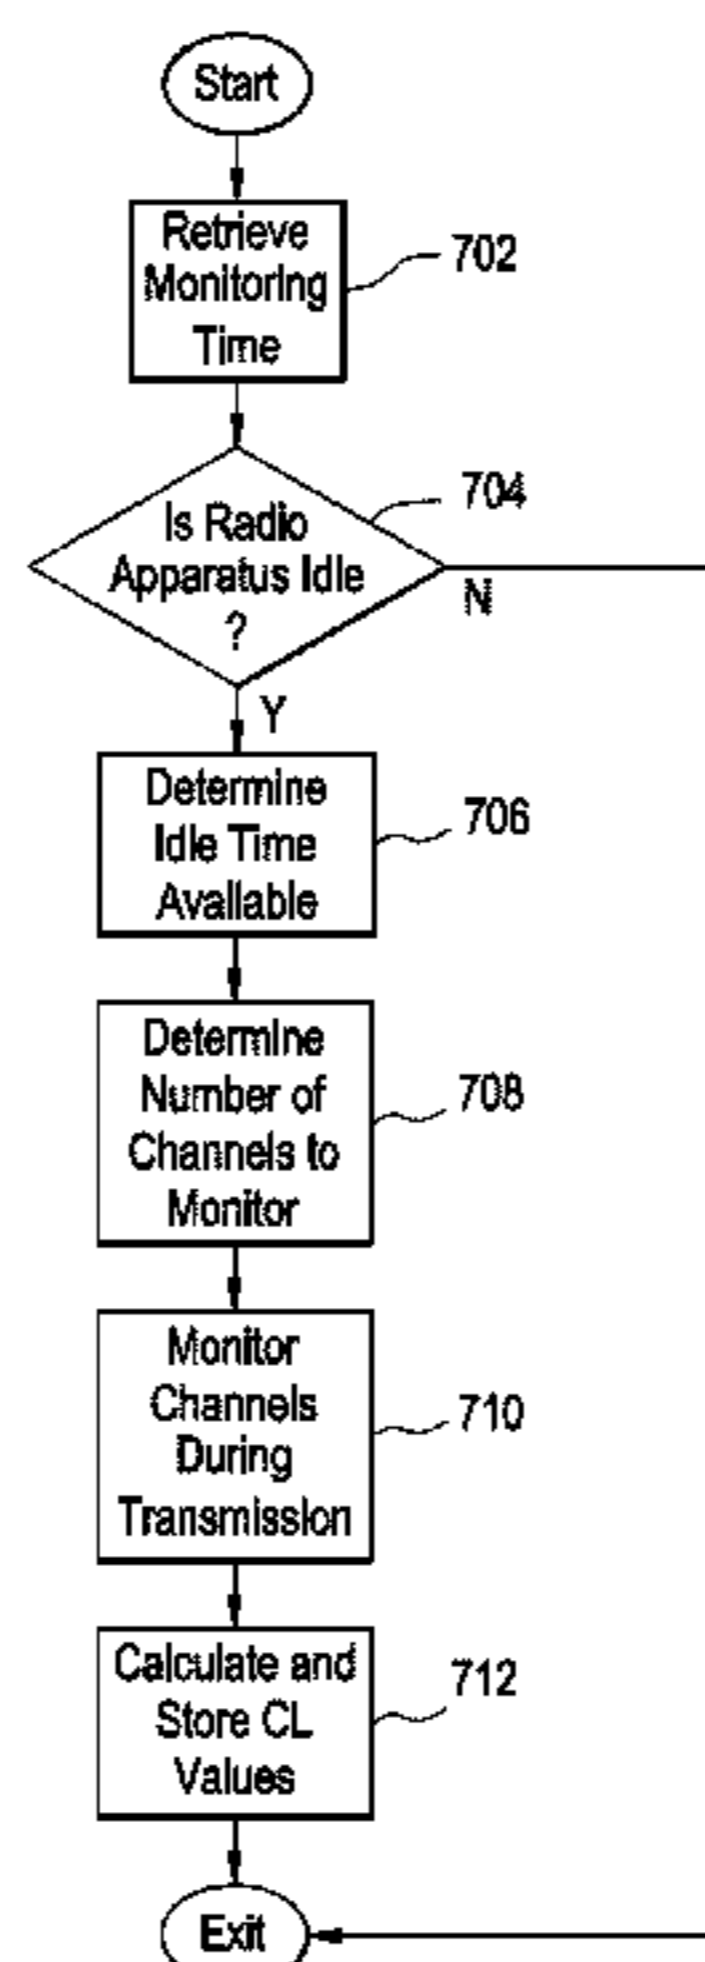 Start
Retrieve
Monitoring
Time
702
Is Radio
Apparatus Idle
?
704
N
Y
Determine
Idle Time
Available
706
Determine
Number of
Channels to
Monitor
708
Monitor
Channels
During
Transmission
710
Calculate and
Store CL
Values
712
Exit